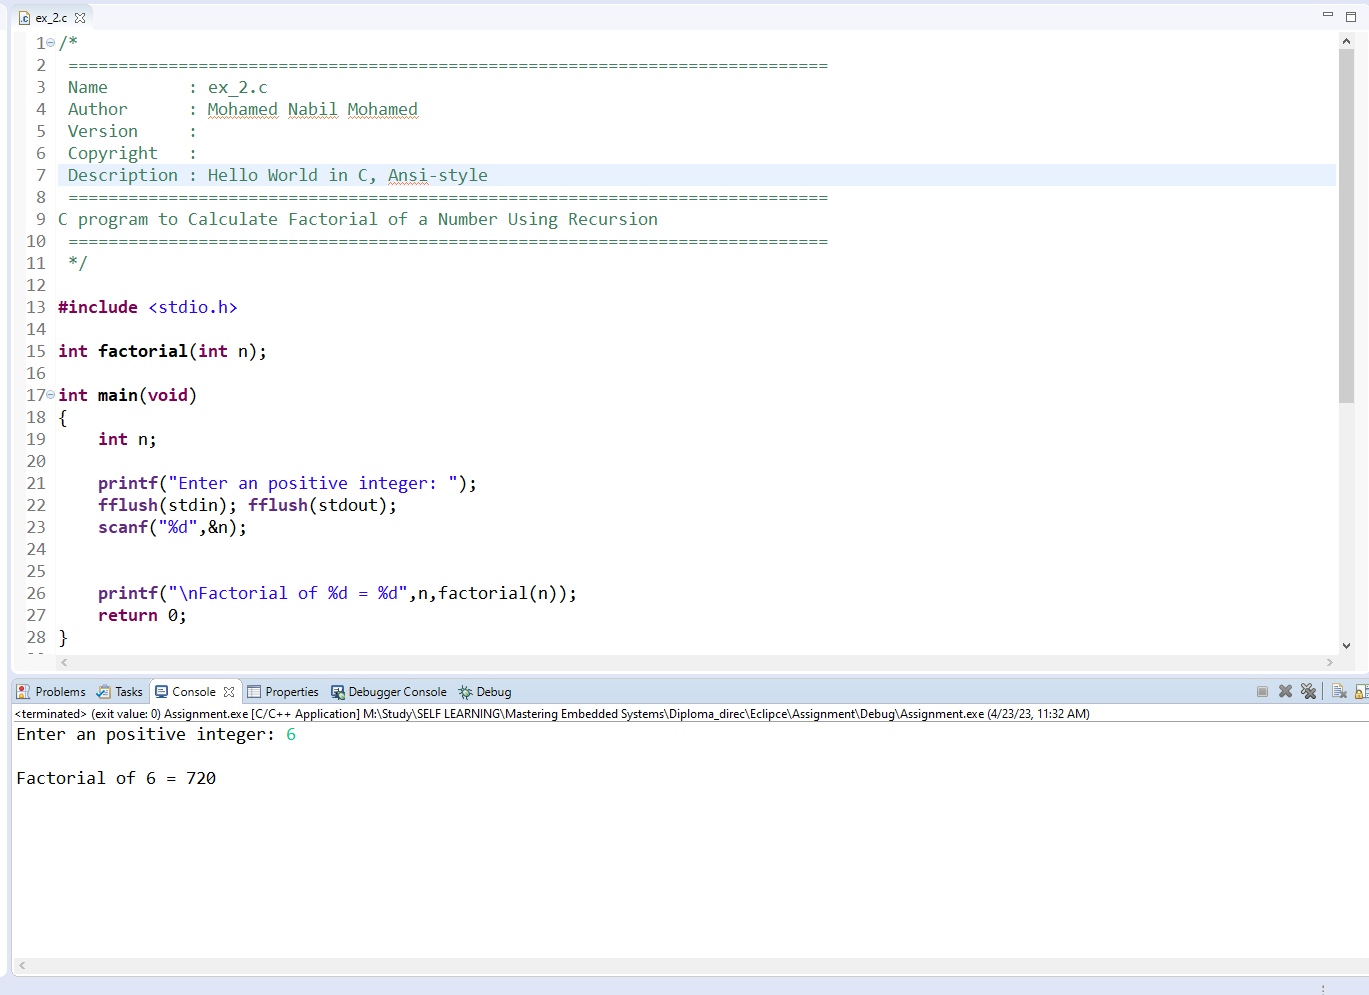 ex_2.c
1 /*
2 ============================================================================
3 Name        : ex_2.c
4 Author      : Mohamed Nabil Mohamed
5 Version     :
6 Copyright   :
7 Description : Hello World in C, Ansi-style
8 ============================================================================
9 C program to Calculate Factorial of a Number Using Recursion
10 ============================================================================
11 */
12
13 #include <stdio.h>
14
15 int factorial(int n);
16
17 int main(void)
18 {
19     int n;
20
21     printf("Enter an positive integer: ");
22     fflush(stdin); fflush(stdout);
23     scanf("%d",&n);
24
25
26     printf("\nFactorial of %d = %d",n,factorial(n));
27     return 0;
28 }
Problems Tasks Console Properties Debugger Console Debug
<terminated> (exit value: 0) Assignment.exe [C/C++ Application] M:\Study\SELF LEARNING\Mastering Embedded Systems\Diploma_direc\Eclipce\Assignment\Debug\Assignment.exe (4/23/23, 11:32 AM)
Enter an positive integer: 6
Factorial of 6 = 720